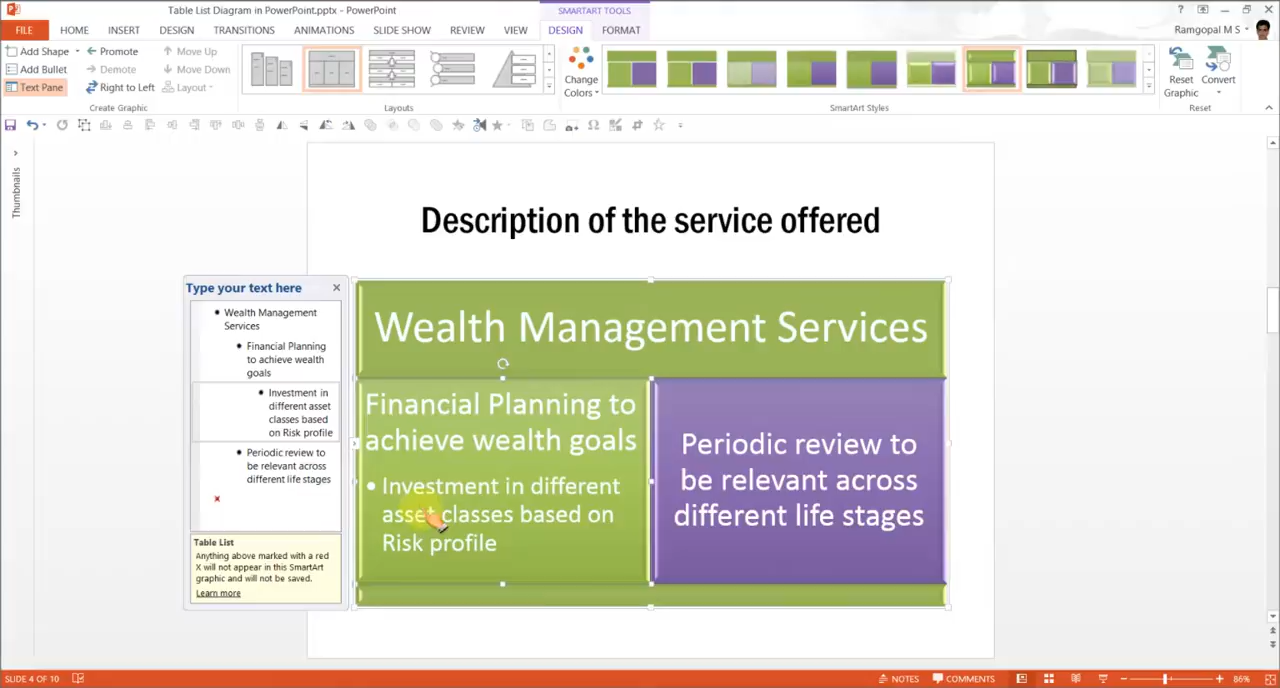 Table List Diagram in PowerPoint.pptx - PowerPoint
SMARTART TOOLS
?
FILE
HOME
INSERT
DESIGN
TRANSITIONS
ANIMATIONS
SLIDE SHOW
REVIEW
VIEW
DESIGN
FORMAT
Ramgopal M S
Add Shape
Promote
Move Up
Add Bullet
Demote
Move Down
Text Pane
Right to Left
Layout
Create Graphic
Layouts
Change
Colors
SmartArt Styles
Reset
Graphic
Convert
Reset
Thumbnails
Description of the service offered
Type your text here
Wealth Management
Services
Financial Planning
to achieve wealth
goals
Investment in
different asset
classes based
on Risk profile
Periodic review to
be relevant across
different life stages
Table List
Anything above marked with a red
X will not appear in this SmartArt
graphic and will not be saved.
Learn more
Wealth Management Services
Financial Planning to
achieve wealth goals
• Investment in different
asset classes based on
Risk profile
Periodic review to
be relevant across
different life stages
SLIDE 4 OF 10
NOTES
COMMENTS
86%